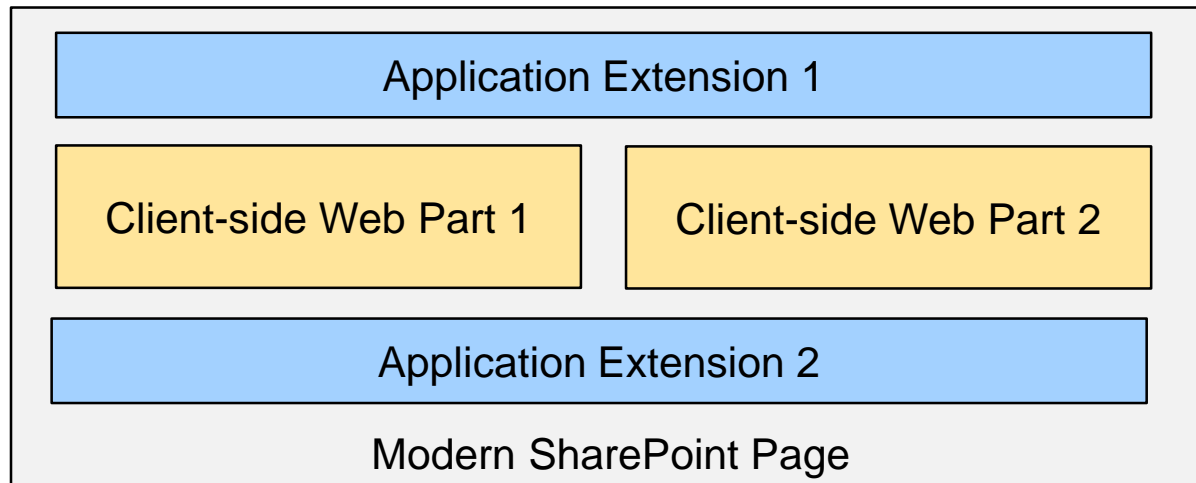 Application Extension 1
Client-side Web Part 1
Client-side Web Part 2
Application Extension 2
Modern SharePoint Page